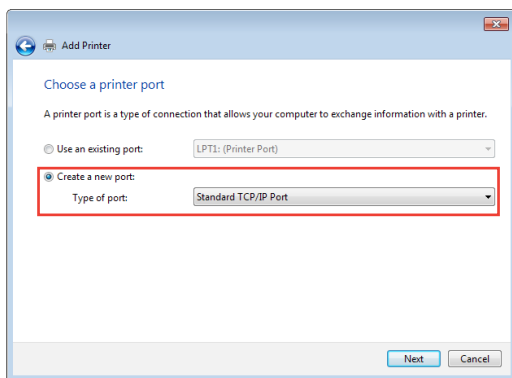 Add Printer
Choose a printer port
A printer port is a type of connection that allows your computer to exchange information with a printer.
Use an existing port: LPT1: (Printer Port)
Create a new port:
Type of port: Standard TCP/IP Port
Next Cancel